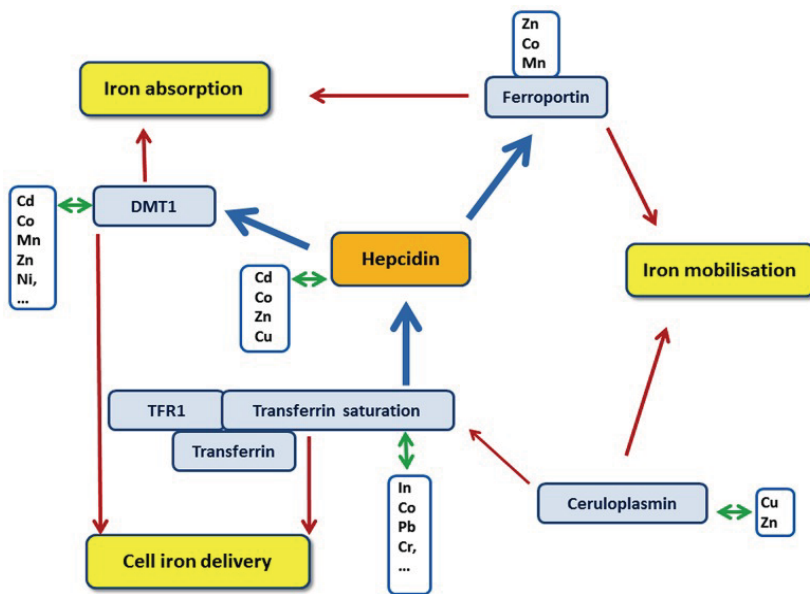 Zn
Co
Mn
Iron absorption
Ferroportin
Cd
Co
Mn
Zn
Ni,
...
DMT1
Hepcidin
Cd
Co
Zn
Cu
Iron mobilisation
TFR1
Transferrin saturation
Transferrin
In
Co
Pb
Cr,
...
Ceruloplasmin
Cu
Zn
Cell iron delivery